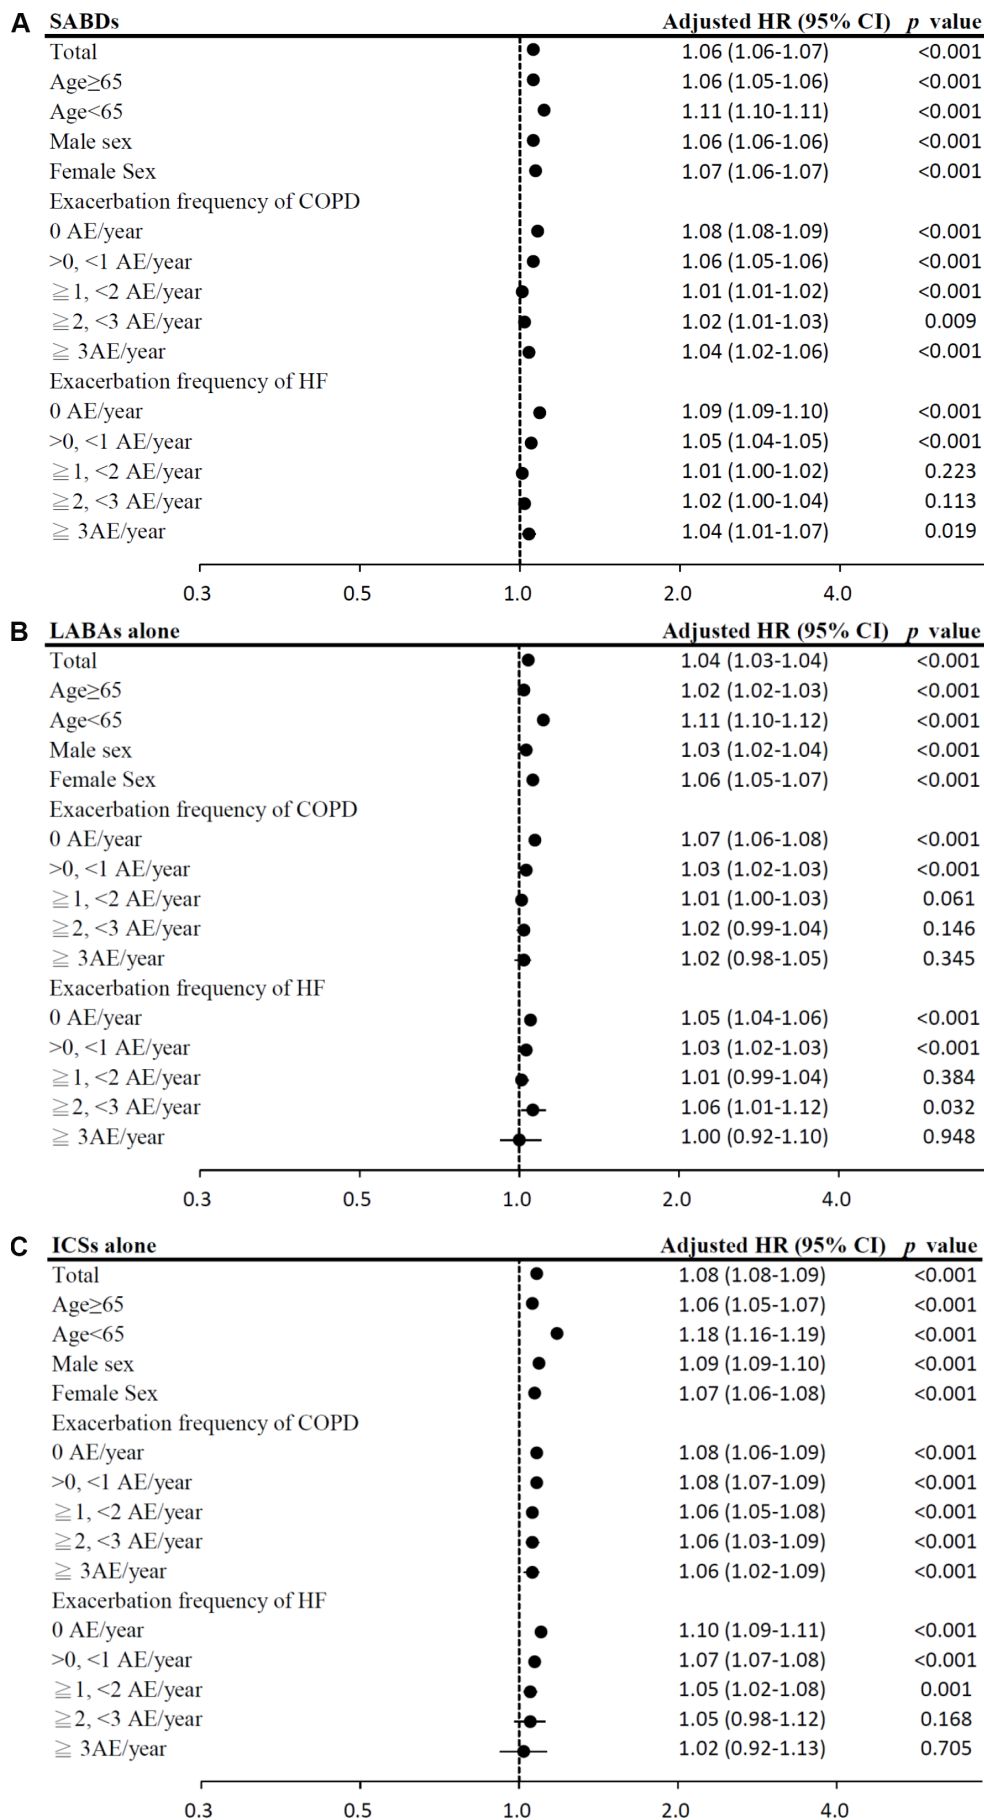 A SABDs Adjusted HR (95% CI) p value
Total 1.06 (1.06-1.07) <0.001
Age≥65 1.06 (1.05-1.06) <0.001
Age<65 1.11 (1.10-1.11) <0.001
Male sex 1.06 (1.06-1.06) <0.001
Female Sex 1.07 (1.06-1.07) <0.001
Exacerbation frequency of COPD
0 AE/year 1.08 (1.08-1.09) <0.001
>0, <1 AE/year 1.06 (1.05-1.06) <0.001
≧1, <2 AE/year 1.01 (1.01-1.02) <0.001
≧2, <3 AE/year 1.02 (1.01-1.03) 0.009
≧ 3AE/year 1.04 (1.02-1.06) <0.001
Exacerbation frequency of HF
0 AE/year 1.09 (1.09-1.10) <0.001
>0, <1 AE/year 1.05 (1.04-1.05) <0.001
≧1, <2 AE/year 1.01 (1.00-1.02) 0.223
≧2, <3 AE/year 1.02 (1.00-1.04) 0.113
≧ 3AE/year 1.04 (1.01-1.07) 0.019
0.3 0.5 1.0 2.0 4.0
B LABAs alone Adjusted HR (95% CI) p value
Total 1.04 (1.03-1.04) <0.001
Age≥65 1.02 (1.02-1.03) <0.001
Age<65 1.11 (1.10-1.12) <0.001
Male sex 1.03 (1.02-1.04) <0.001
Female Sex 1.06 (1.05-1.07) <0.001
Exacerbation frequency of COPD
0 AE/year 1.07 (1.06-1.08) <0.001
>0, <1 AE/year 1.03 (1.02-1.03) <0.001
≧1, <2 AE/year 1.01 (1.00-1.03) 0.061
≧2, <3 AE/year 1.02 (0.99-1.04) 0.146
≧ 3AE/year 1.02 (0.98-1.05) 0.345
Exacerbation frequency of HF
0 AE/year 1.05 (1.04-1.06) <0.001
>0, <1 AE/year 1.03 (1.02-1.03) <0.001
≧1, <2 AE/year 1.01 (0.99-1.04) 0.384
≧2, <3 AE/year 1.06 (1.01-1.12) 0.032
≧ 3AE/year 1.00 (0.92-1.10) 0.948
0.3 0.5 1.0 2.0 4.0
C ICSs alone Adjusted HR (95% CI) p value
Total 1.08 (1.08-1.09) <0.001
Age≥65 1.06 (1.05-1.07) <0.001
Age<65 1.18 (1.16-1.19) <0.001
Male sex 1.09 (1.09-1.10) <0.001
Female Sex 1.07 (1.06-1.08) <0.001
Exacerbation frequency of COPD
0 AE/year 1.08 (1.06-1.09) <0.001
>0, <1 AE/year 1.08 (1.07-1.09) <0.001
≧1, <2 AE/year 1.06 (1.05-1.08) <0.001
≧2, <3 AE/year 1.06 (1.03-1.09) <0.001
≧ 3AE/year 1.06 (1.02-1.09) <0.001
Exacerbation frequency of HF
0 AE/year 1.10 (1.09-1.11) <0.001
>0, <1 AE/year 1.07 (1.07-1.08) <0.001
≧1, <2 AE/year 1.05 (1.02-1.08) 0.001
≧2, <3 AE/year 1.05 (0.98-1.12) 0.168
≧ 3AE/year 1.02 (0.92-1.13) 0.705
0.3 0.5 1.0 2.0 4.0